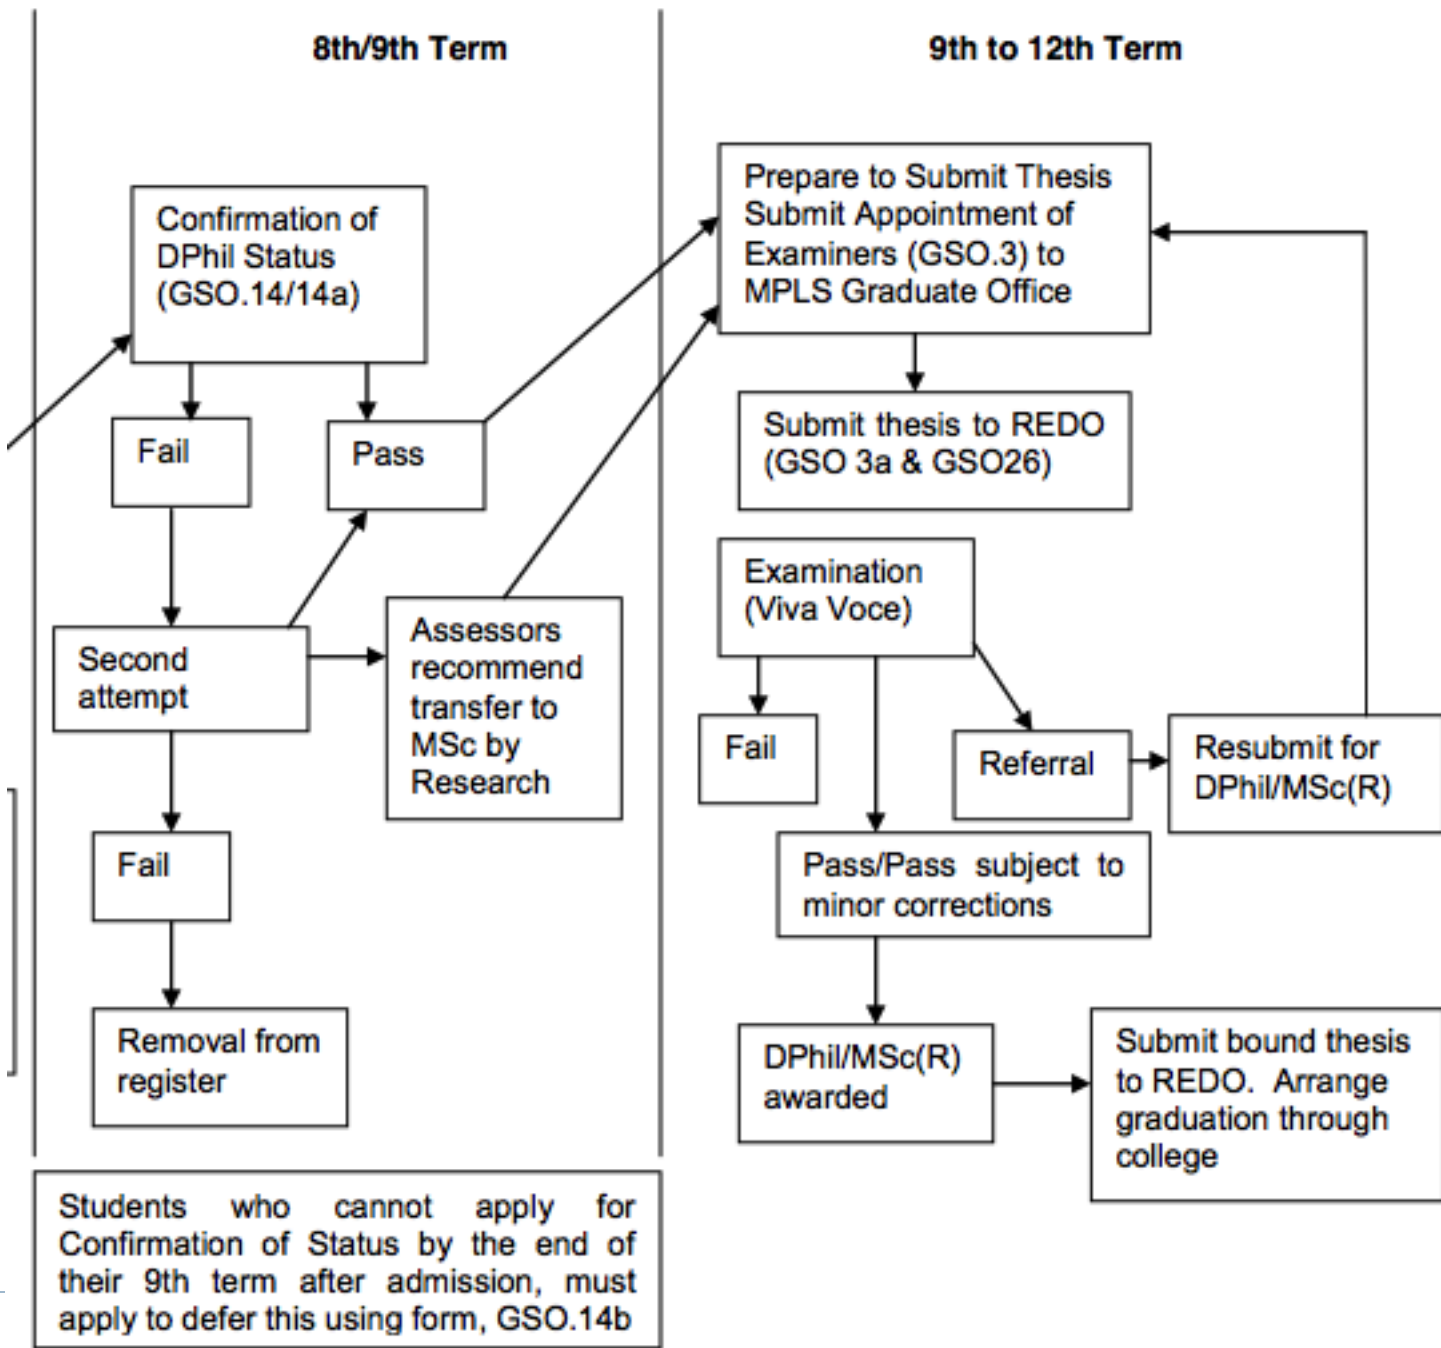 8th/9th Term
Confirmation of
DPhil Status
(GSO.14/14a)
Fail
Pass
Second
attempt
Assessors
recommend
transfer to
MSc by
Research
Fail
Removal from
register
Students who cannot apply for
Confirmation of Status by the end of
their 9th term after admission, must
apply to defer this using form, GSO.14b
9th to 12th Term
Prepare to Submit Thesis
Submit Appointment of
Examiners (GSO.3) to
MPLS Graduate Office
Submit thesis to REDO
(GSO 3a & GSO26)
Examination
(Viva Voce)
Fail
Referral
Resubmit for
DPhil/MSc(R)
Pass/Pass subject to
minor corrections
DPhil/MSc(R)
awarded
Submit bound thesis
to REDO. Arrange
graduation through
college